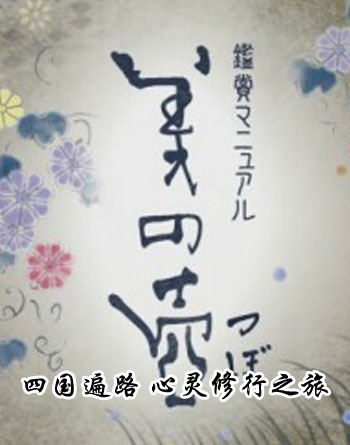 鑑賞マニュアル
美の壺
つぼ
四国遍路 心灵修行之旅